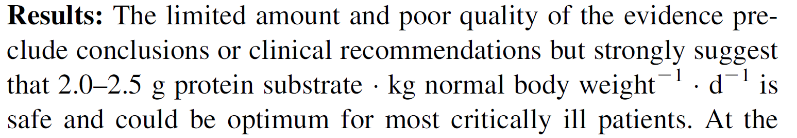 Results: The limited amount and poor quality of the evidence pre-
clude conclusions or clinical recommendations but strongly suggest
that 2.0–2.5 g protein substrate · kg normal body weight⁻¹ · d⁻¹ is
safe and could be optimum for most critically ill patients. At the